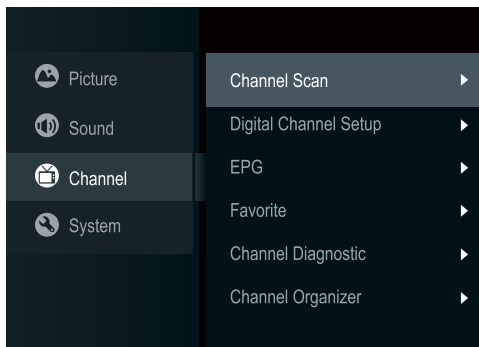 Picture
Sound
Channel
System
Channel Scan
Digital Channel Setup
EPG
Favorite
Channel Diagnostic
Channel Organizer